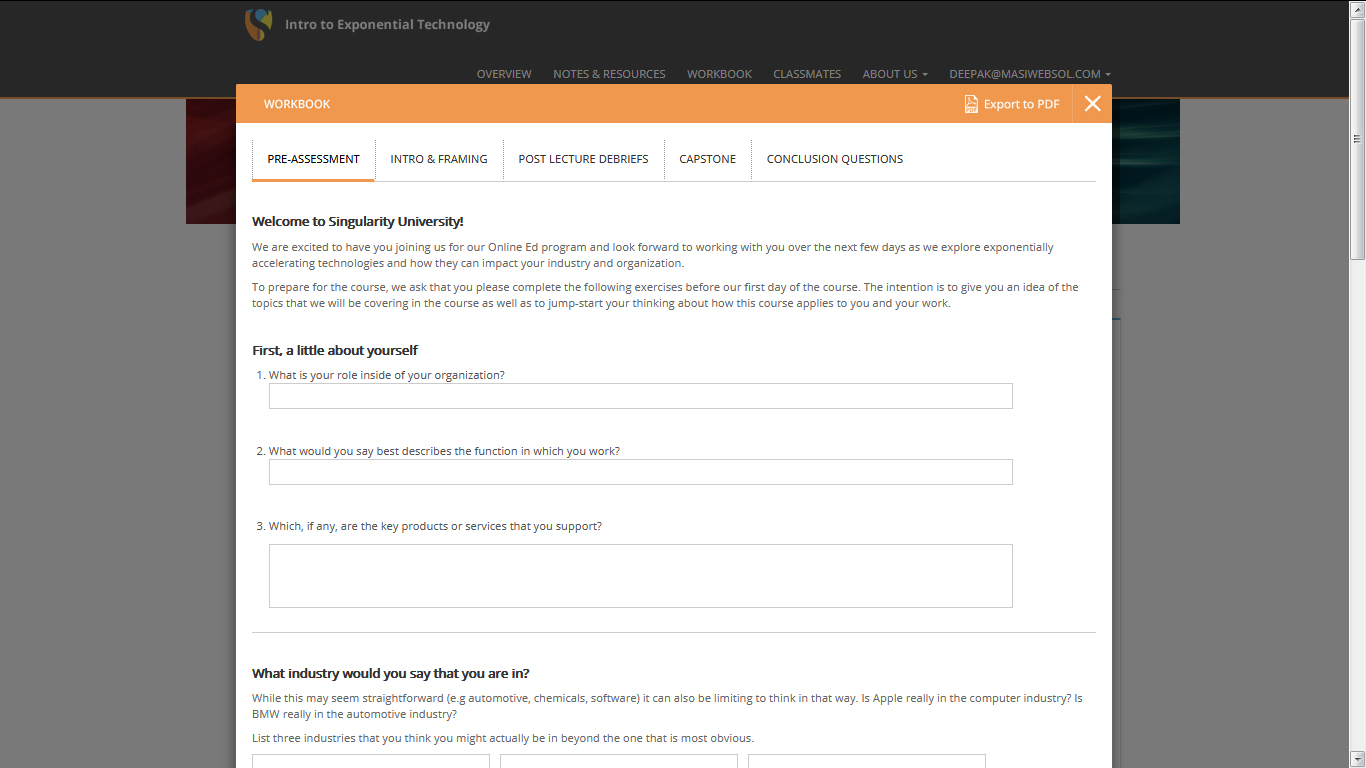 Intro to Exponential Technology
OVERVIEW NOTES & RESOURCES WORKBOOK CLASSMATES ABOUT US DEEPAK@MASIWEBSOL.COM
WORKBOOK Export to PDF
PRE-ASSESSMENT INTRO & FRAMING POST LECTURE DEBRIEFS CAPSTONE CONCLUSION QUESTIONS
Welcome to Singularity University!
We are excited to have you joining us for our Online Ed program and look forward to working with you over the next few days as we explore exponentially
accelerating technologies and how they can impact your industry and organization.
To prepare for the course, we ask that you please complete the following exercises before our first day of the course. The intention is to give you an idea of the
topics that we will be covering in the course as well as to jump-start your thinking about how this course applies to you and your work.
First, a little about yourself
1. What is your role inside of your organization?
2. What would you say best describes the function in which you work?
3. Which, if any, are the key products or services that you support?
What industry would you say that you are in?
While this may seem straightforward (e.g automotive, chemicals, software) it can also be limiting to think in that way. Is Apple really in the computer industry? Is
BMW really in the automotive industry?
List three industries that you think you might actually be in beyond the one that is most obvious.